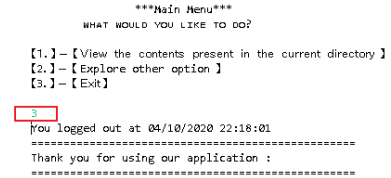 ***Main Menu***
WHAT WOULD YOU LIKE TO DO?
【1.】—【View the contents present in the current directory 】
【2.】—【Explore other option 】
【3.】—【Exit】
3
You logged out at 04/10/2020 22:18:01
==================================================
Thank you for using our application :
==================================================